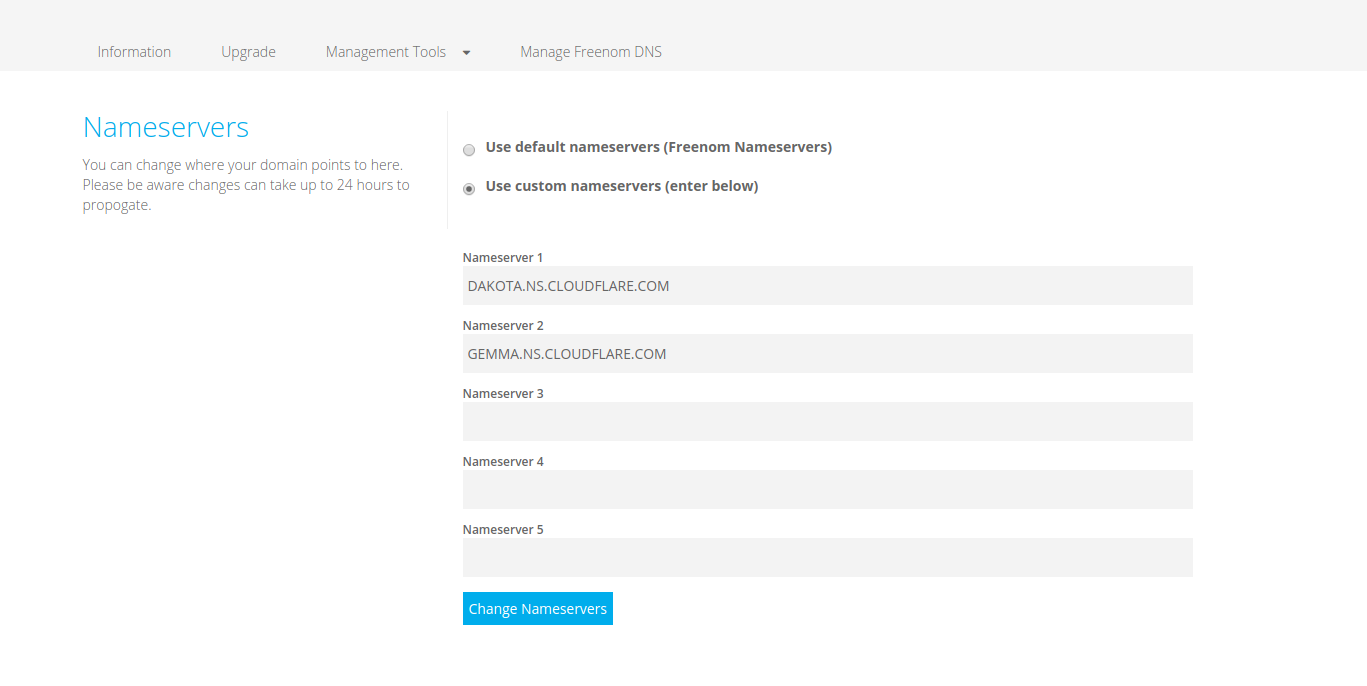 Information Upgrade Management Tools Manage Freenom DNS
Nameservers
You can change where your domain points to here.
Please be aware changes can take up to 24 hours to
propogate.
Use default nameservers (Freenom Nameservers)
Use custom nameservers (enter below)
Nameserver 1
DAKOTA.NS.CLOUDFLARE.COM
Nameserver 2
GEMMA.NS.CLOUDFLARE.COM
Nameserver 3
Nameserver 4
Nameserver 5
Change Nameservers